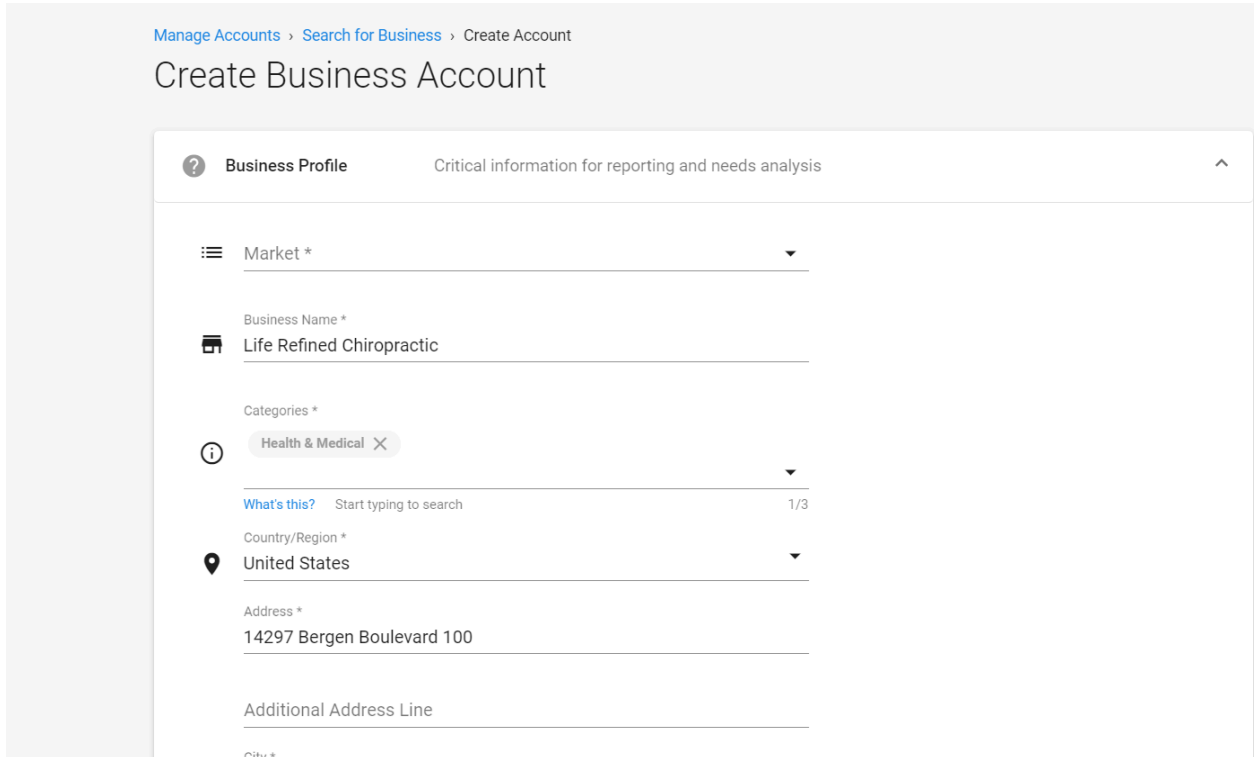 Manage Accounts › Search for Business › Create Account
Create Business Account
Business Profile Critical information for reporting and needs analysis
Market *
Business Name *
Life Refined Chiropractic
Categories *
Health & Medical
What's this? Start typing to search 1/3
Country/Region *
United States
Address *
14297 Bergen Boulevard 100
Additional Address Line
City *